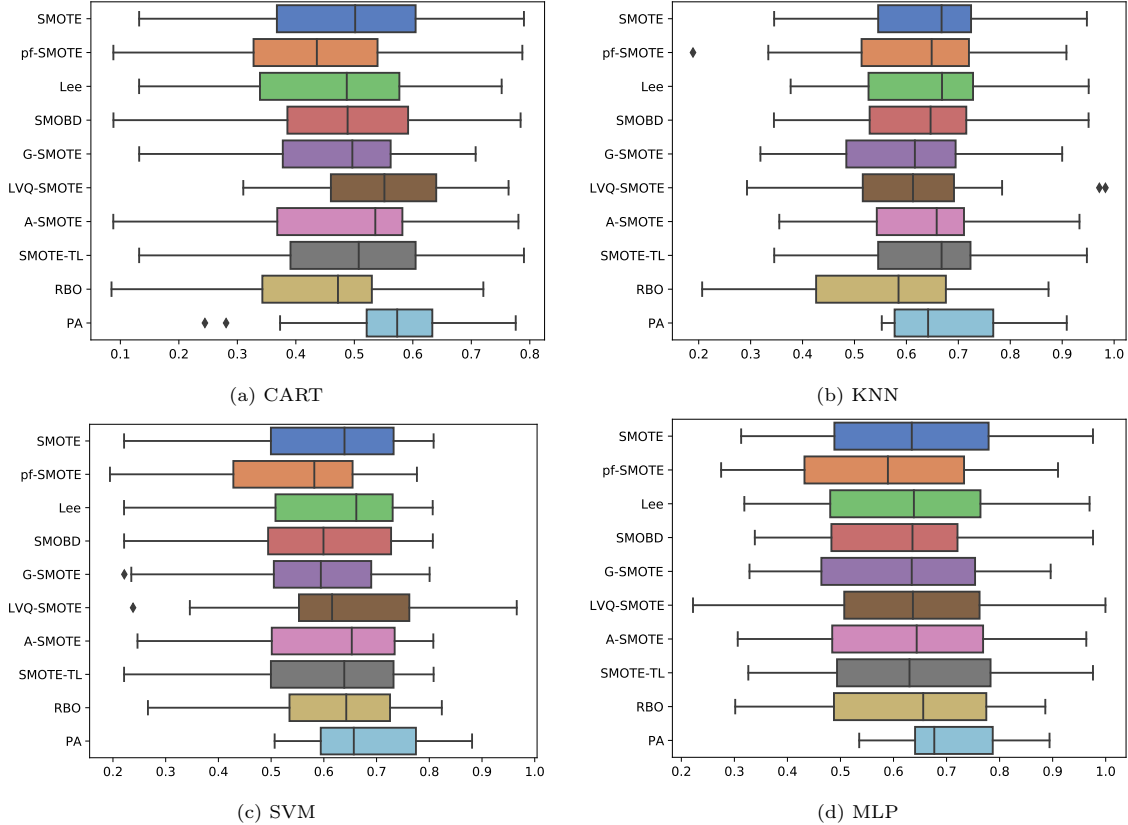 SMOTE
pf-SMOTE
Lee
SMOBD
G-SMOTE
LVQ-SMOTE
A-SMOTE
SMOTE-TL
RBO
PA
0.1 0.2 0.3 0.4 0.5 0.6 0.7 0.8
(a) CART
SMOTE
pf-SMOTE
Lee
SMOBD
G-SMOTE
LVQ-SMOTE
A-SMOTE
SMOTE-TL
RBO
PA
0.2 0.3 0.4 0.5 0.6 0.7 0.8 0.9 1.0
(b) KNN
SMOTE
pf-SMOTE
Lee
SMOBD
G-SMOTE
LVQ-SMOTE
A-SMOTE
SMOTE-TL
RBO
PA
0.2 0.3 0.4 0.5 0.6 0.7 0.8 0.9 1.0
(c) SVM
SMOTE
pf-SMOTE
Lee
SMOBD
G-SMOTE
LVQ-SMOTE
A-SMOTE
SMOTE-TL
RBO
PA
0.2 0.3 0.4 0.5 0.6 0.7 0.8 0.9 1.0
(d) MLP